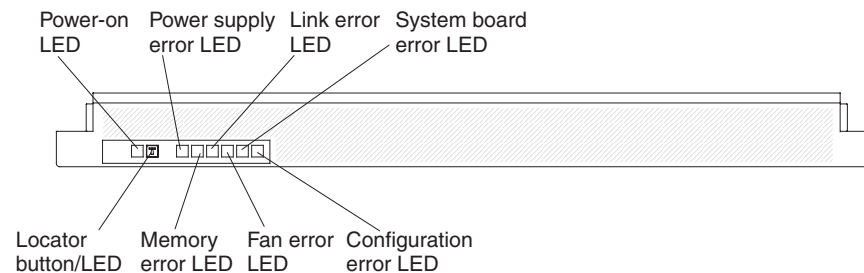 Power-on LED
Power supply error LED
Link error LED
System board error LED
Locator button/LED
Memory error LED
Fan error LED
Configuration error LED